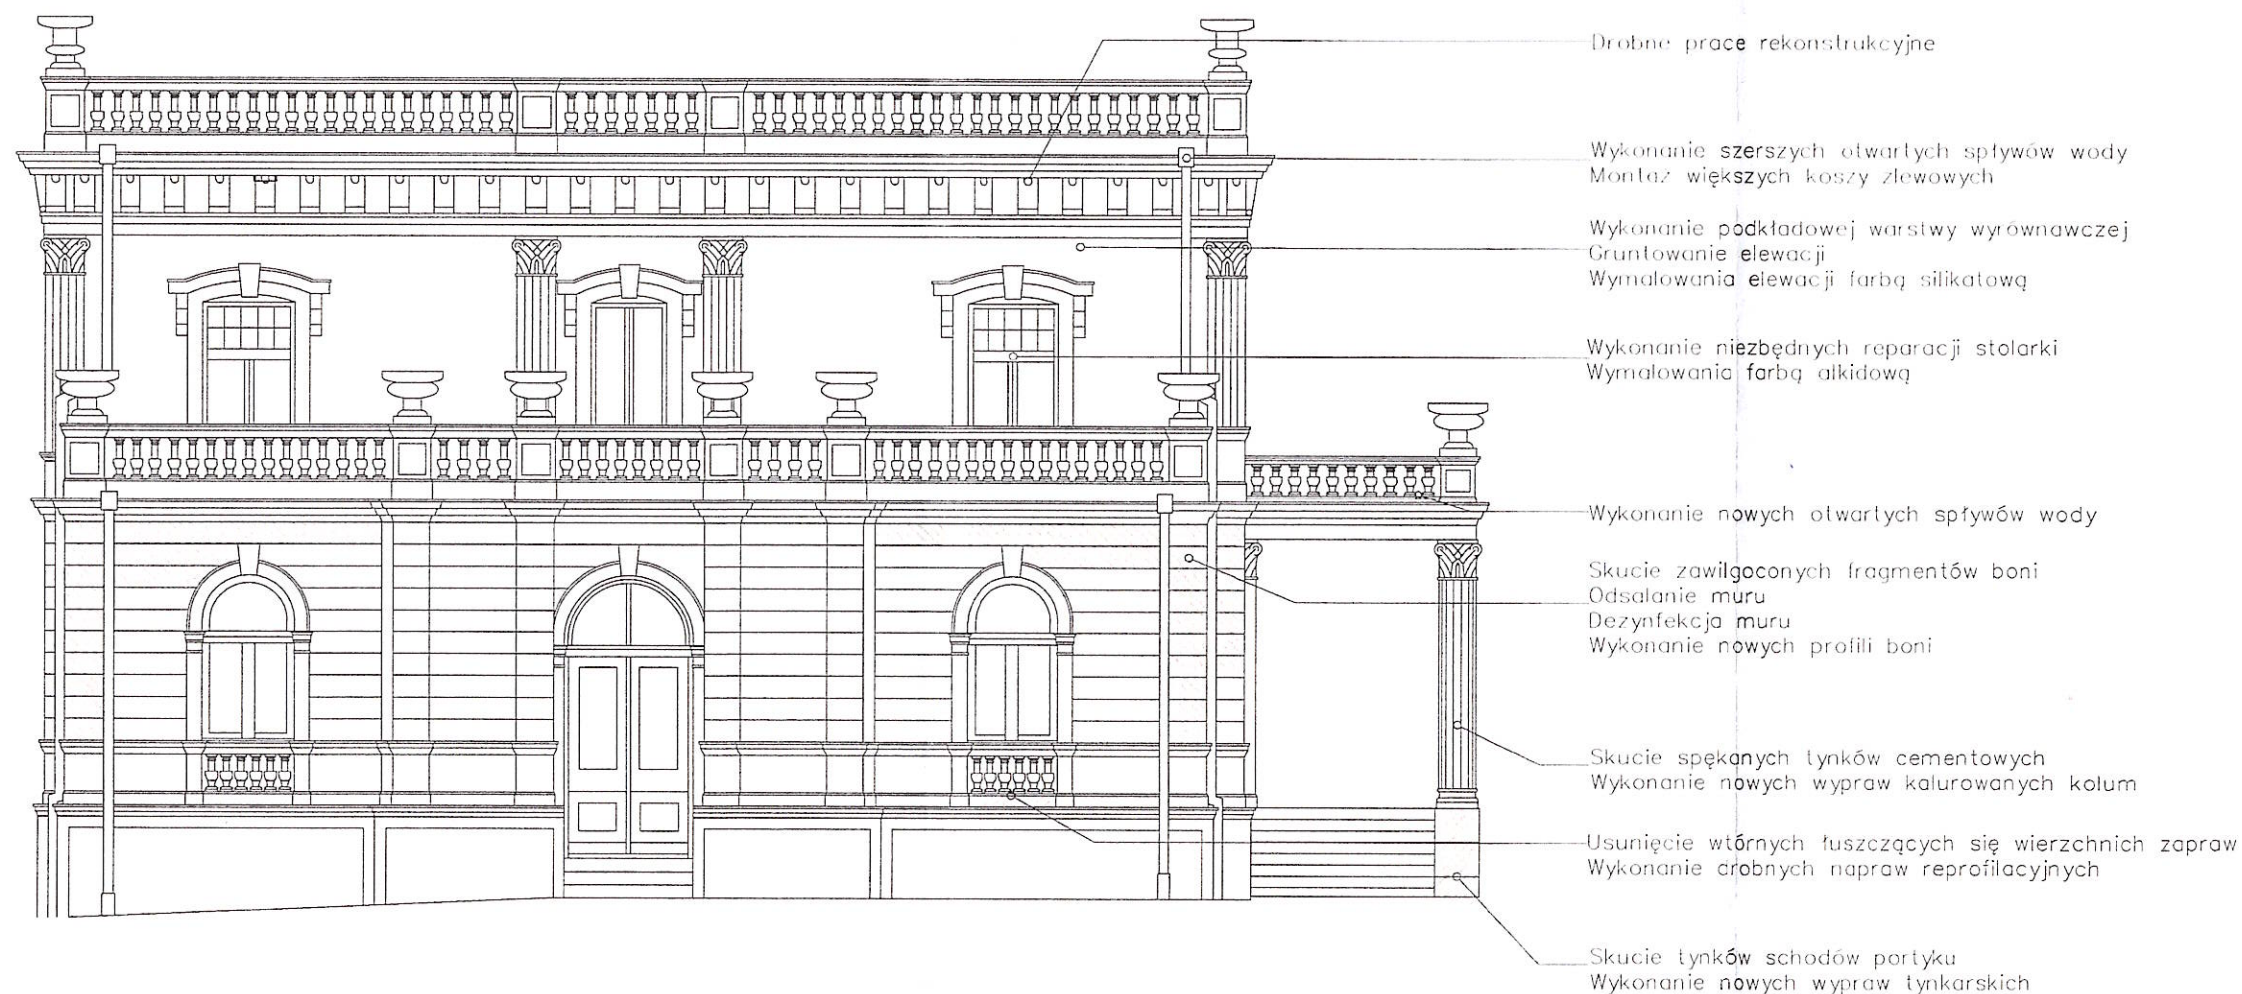 Drobne prace rekonstrukcyjne
Wykonanie szerszych otwartych spływów wody
Montaż większych koszy zlewowych
Wykonanie podkładowej warstwy wyrównawczej
Gruntowanie elewacji
Wymalowania elewacji farbą silikatową
Wykonanie niezbędnych reparacji stolarki
Wymalowania farbą alkidową
Wykonanie nowych otwartych spływów wody
Skucie zawilgoconych fragmentów boni
Odsalanie muru
Dezynfekcja muru
Wykonanie nowych profili boni
Skucie spękanych tynków cementowych
Wykonanie nowych wypraw kalurowanych kolum
Usunięcie wtórnych łuszczących się wierzchnich zapraw
Wykonanie drobnych napraw reprofilacyjnych
Skucie tynków schodów portyku
Wykonanie nowych wypraw tynkarskich